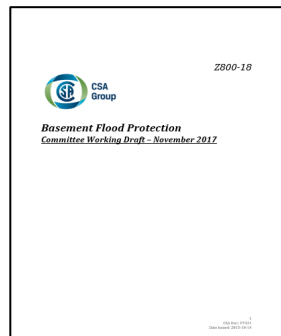 Z800-18
CSA
Group
Basement Flood Protection
Committee Working Draft – November 2017
1